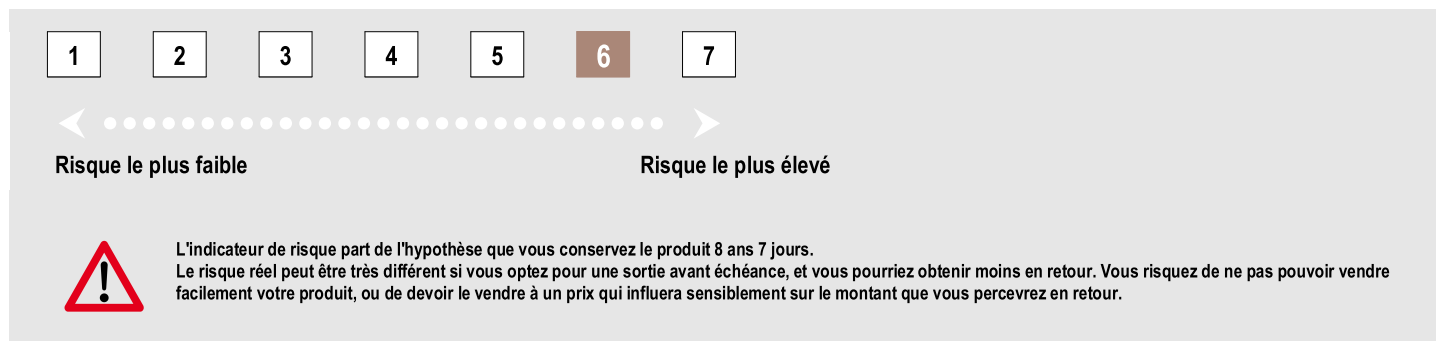 1 2 3 4 5 6 7
Risque le plus faible Risque le plus élevé
L'indicateur de risque part de l'hypothèse que vous conservez le produit 8 ans 7 jours.
Le risque réel peut être très différent si vous optez pour une sortie avant échéance, et vous pourriez obtenir moins en retour. Vous risquez de ne pas pouvoir vendre
facilement votre produit, ou de devoir le vendre à un prix qui influera sensiblement sur le montant que vous percevrez en retour.